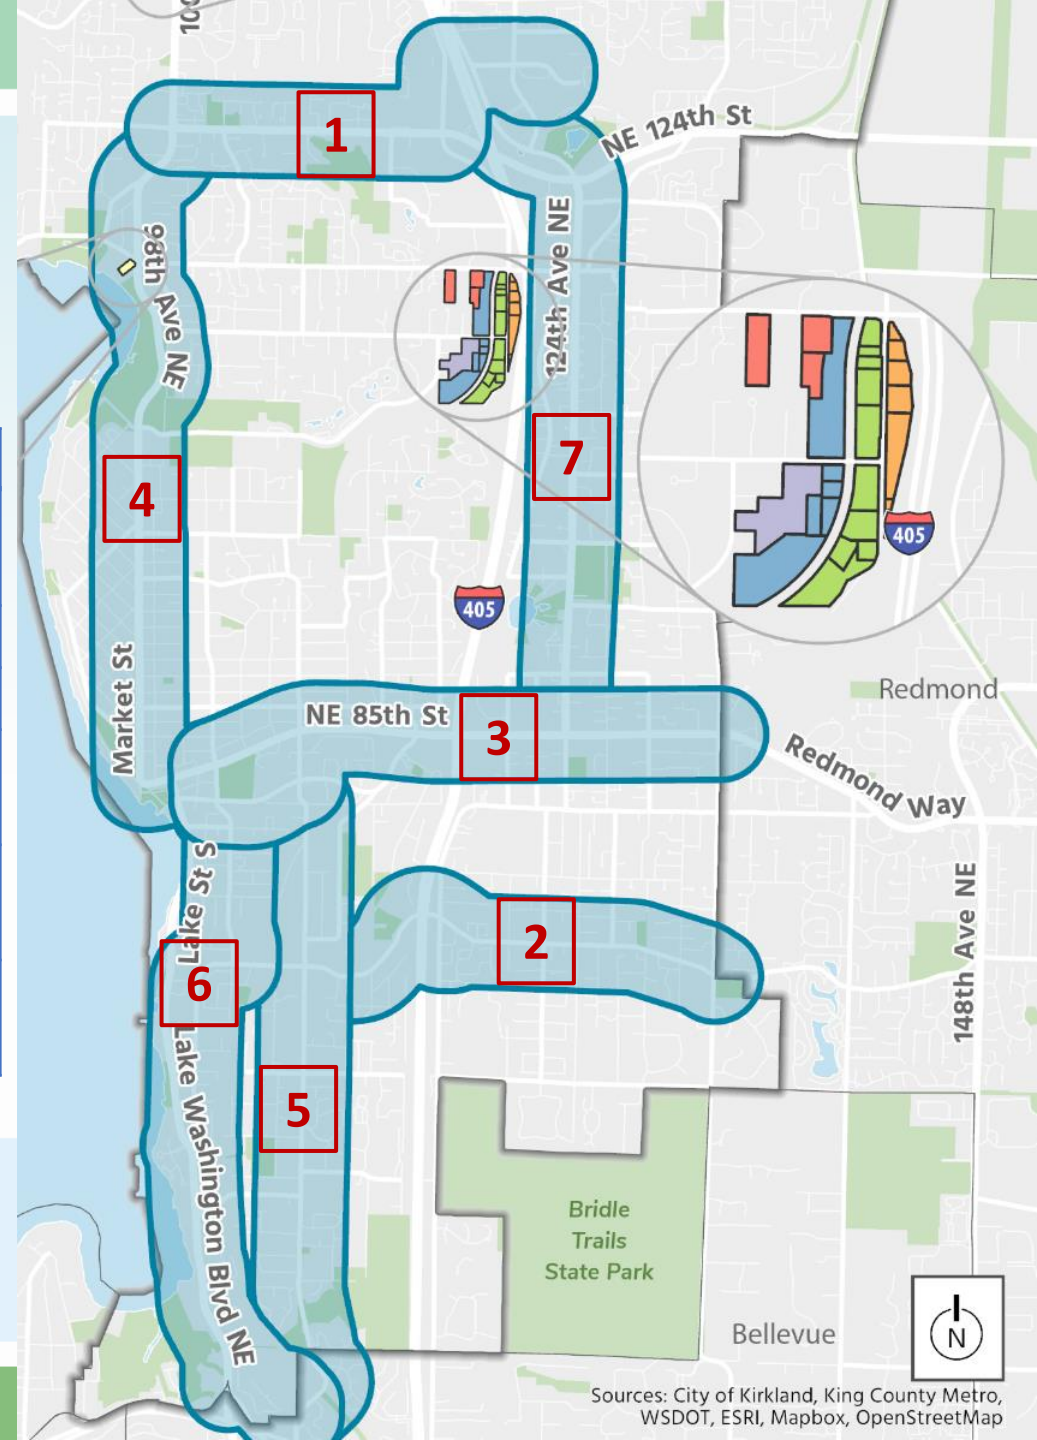 1
NE 124th St
98th Ave NE
124th Ave NE
7
4
405
405
Market St
Redmond
NE 85th St
3
Redmond Way
Lake St S
148th Ave NE
2
6
Lake Washington Blvd NE
5
Bridle
Trails
State Park
N
Bellevue
Sources: City of Kirkland, King County Metro,
WSDOT, ESRI, Mapbox, OpenStreetMap